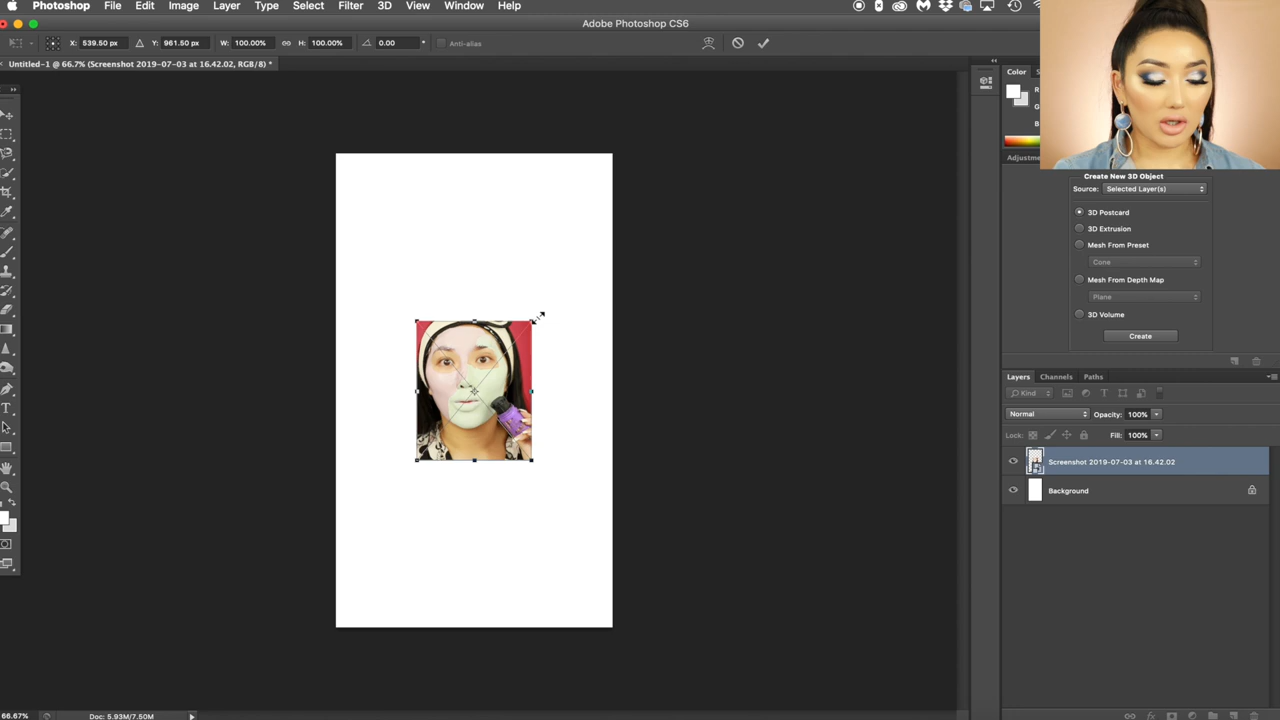 Photoshop File Edit Image Layer Type Select Filter 3D View Window Help
Adobe Photoshop CS6
X: 539.50 px Y: 961.50 px W: 100.00% H: 100.00% 0.00 Anti-alias
Untitled-1 @ 66.7% (Screenshot 2019-07-03 at 16.42.02, RGB/8) *
Color
R
G
B
Adjustme
Create New 3D Object
Source: Selected Layer(s)
3D Postcard
3D Extrusion
Mesh From Preset
Cone
Mesh From Depth Map
Plane
3D Volume
Create
Layers Channels Paths
Kind
Normal Opacity: 100%
Lock: Fill: 100%
Screenshot 2019-07-03 at 16.42.02
Background
66.67% Doc: 5.93M/7.50M